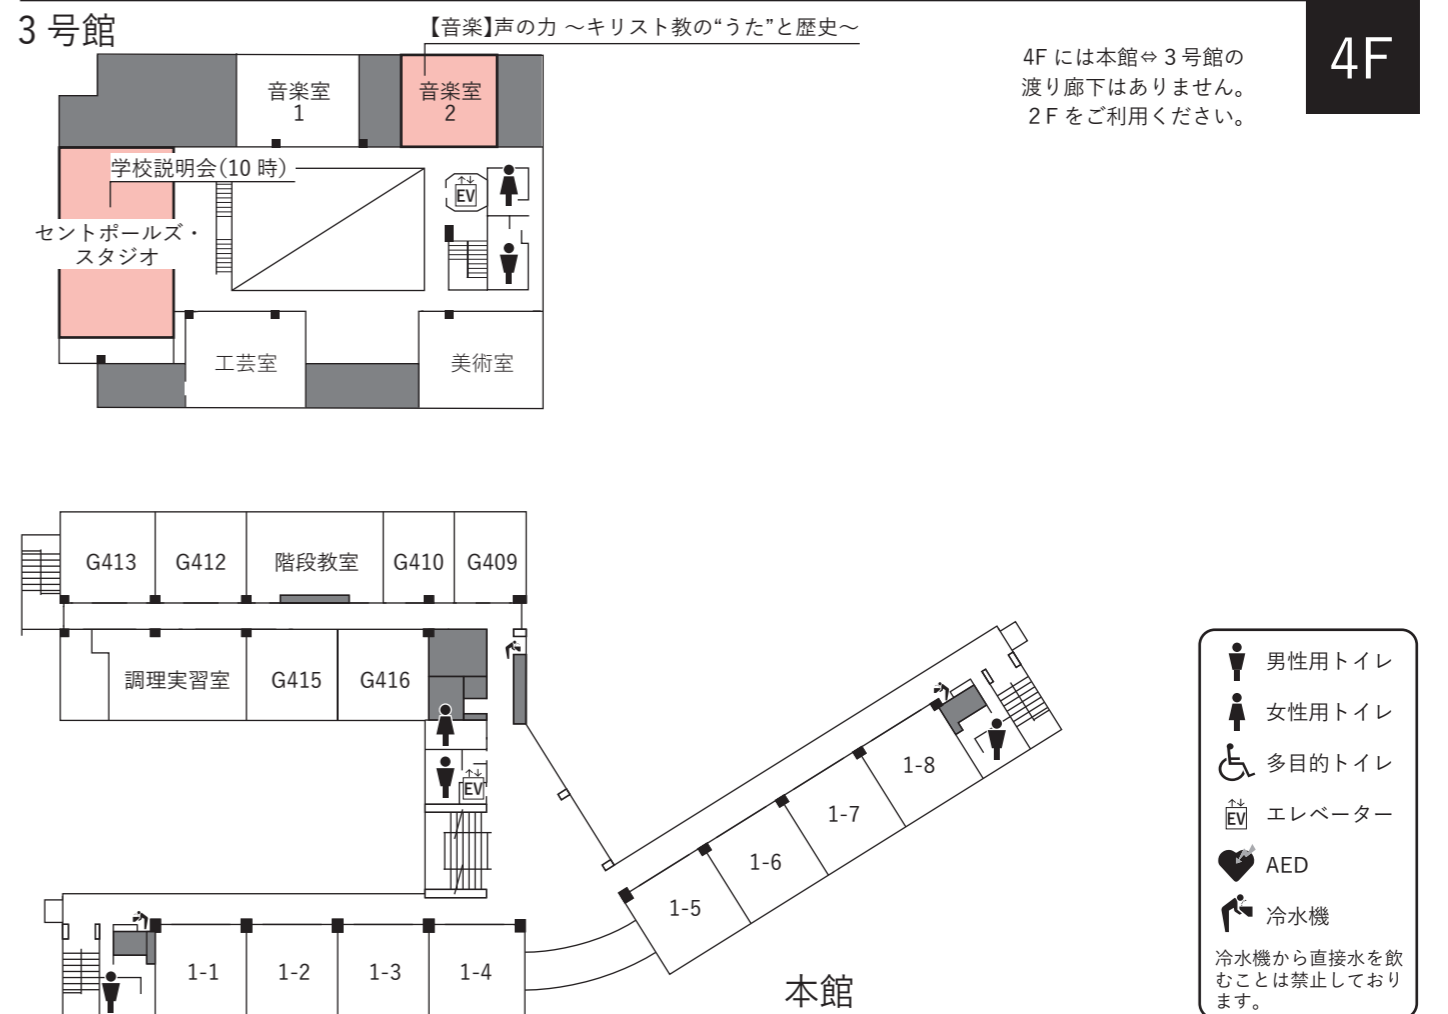 3 号館
【音楽】声の力 ～キリスト教の“うた”と歴史～
4F には本館⇔３号館の
渡り廊下はありません。
２F をご利用ください。
4F
音楽室
1
音楽室
2
学校説明会(10 時)
EV
セントポールズ・
スタジオ
工芸室
美術室
G413
G412
階段教室
G410
G409
調理実習室
G415
G416
EV
1-8
1-7
1-6
1-5
1-1
1-2
1-3
1-4
本館
男性用トイレ
女性用トイレ
多目的トイレ
EV
エレベーター
AED
冷水機
冷水機から直接水を飲
むことは禁止しており
ます。